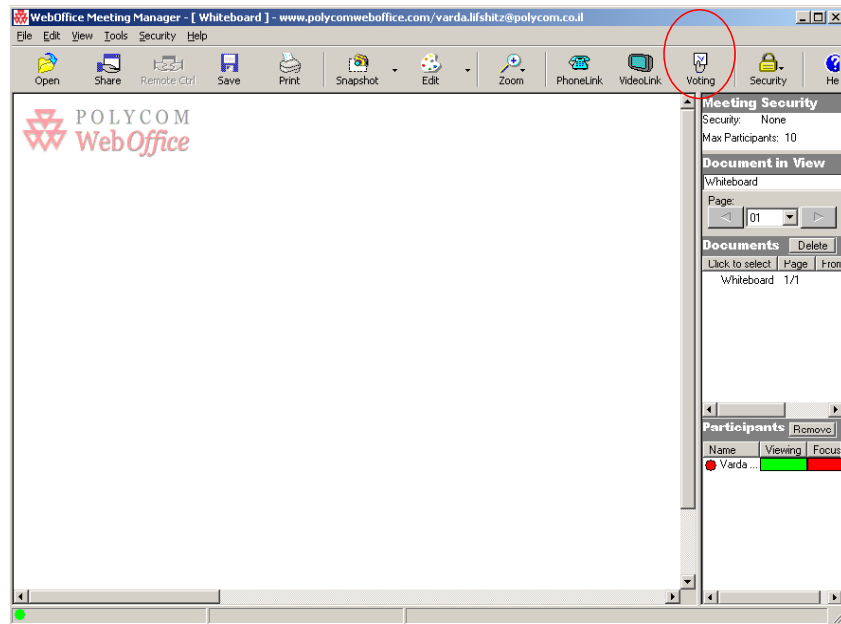 WebOffice Meeting Manager - [ Whiteboard ] - www.polycomweboffice.com/varda.lifshitz@polycom.co.il
File Edit View Tools Security Help
Open Share Remote Ctrl Save Print Snapshot Edit Zoom PhoneLink VideoLink Voting Security He
POLYCOM
WebOffice
Meeting Security
Security: None
Max Participants: 10
Document in View
Whiteboard
Page:
01
Documents Delete
Click to select Page From
Whiteboard 1/1
Participants Remove
Name Viewing Focus
Varda ...